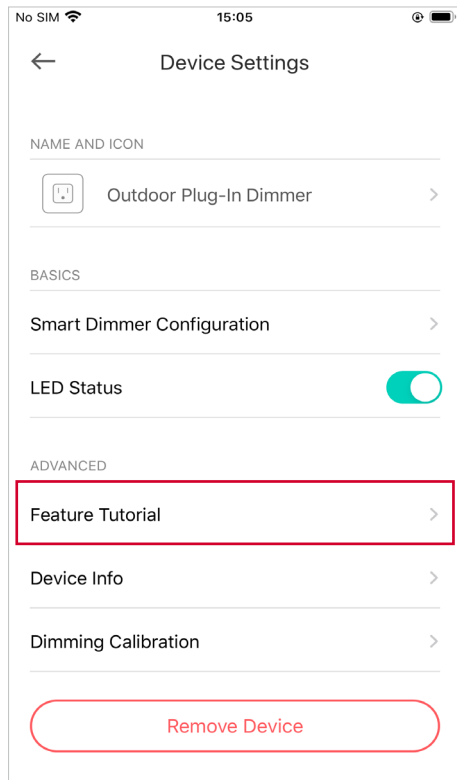 No SIM 15:05
Device Settings
NAME AND ICON
Outdoor Plug-In Dimmer
BASICS
Smart Dimmer Configuration
LED Status
ADVANCED
Feature Tutorial
Device Info
Dimming Calibration
Remove Device